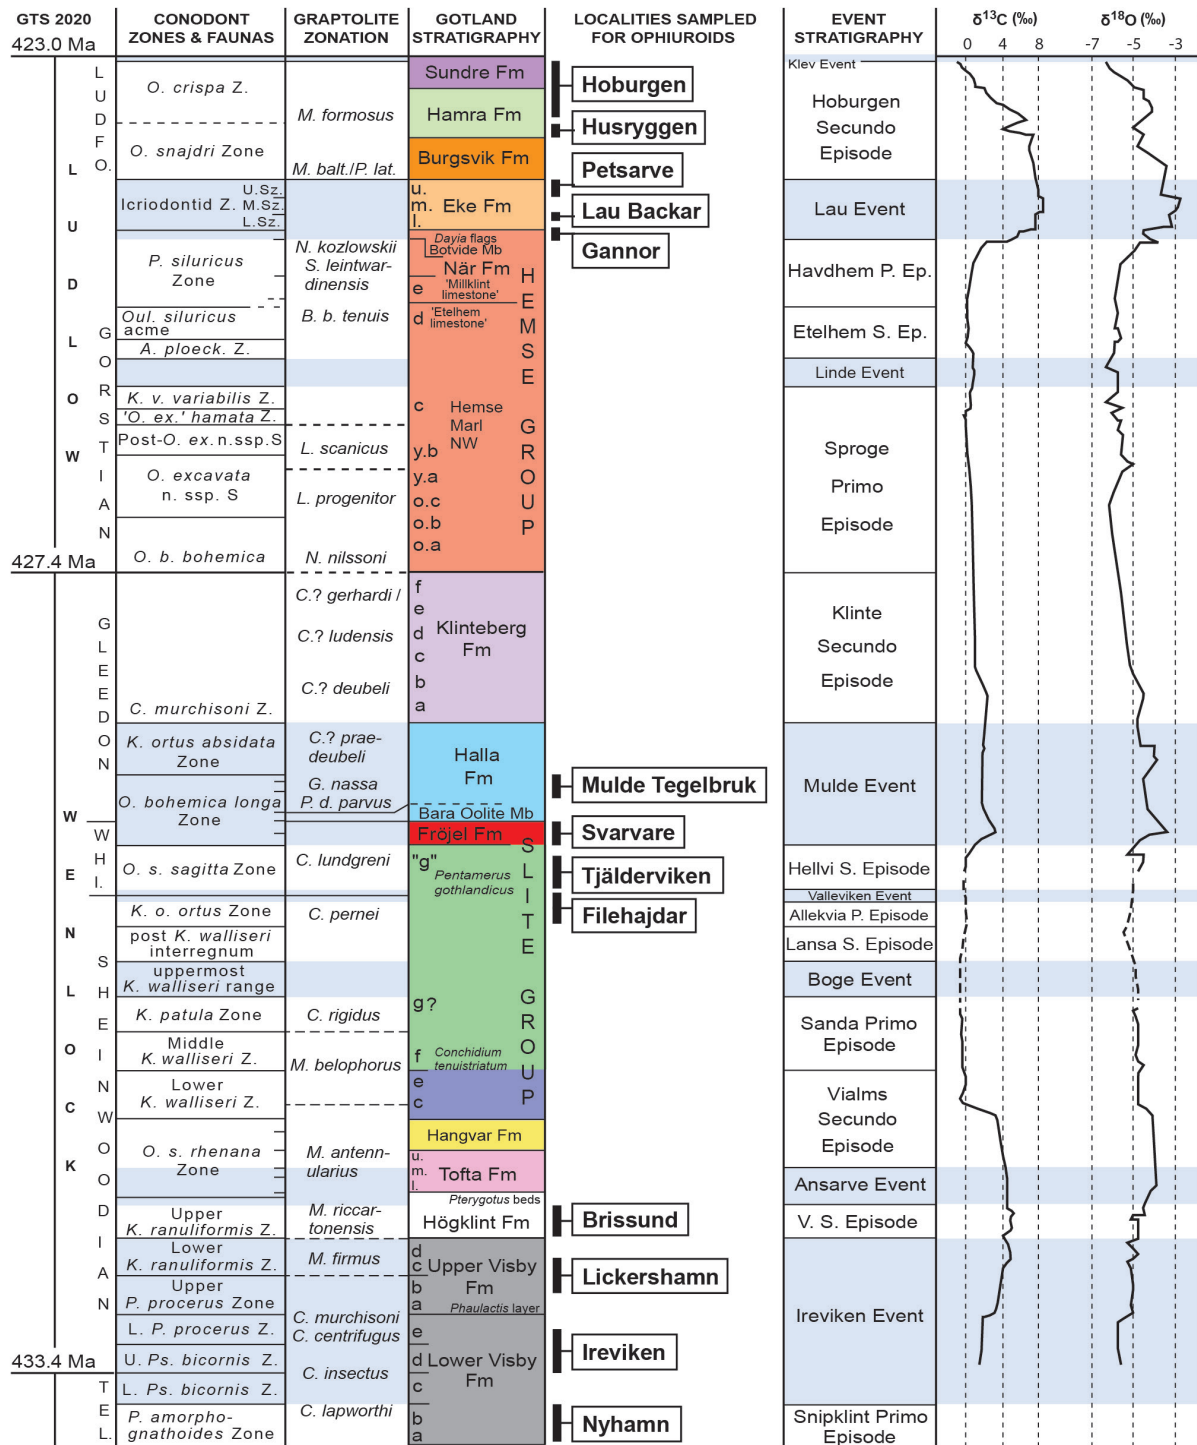 GTS 2020
423.0 Ma
427.4 Ma
433.4 Ma
LUDLOW
WENLOCK
LUDFO.
GORSTIAN
GLEEDON
WHI.
SHEINWOODIAN
TEL.
CONODONT
ZONES & FAUNAS
O. crispa Z.
O. snajdri Zone
U.Sz.
Icriodontid Z. M.Sz.
L.Sz.
P. siluricus
Zone
Oul. siluricus
acme
A. ploeck. Z.
K. v. variabilis Z.
'O. ex.' hamata Z.
Post-O. ex. n.ssp.S
O. excavata
n. ssp. S
O. b. bohemica
C. murchisoni Z.
K. ortus absidata
Zone
O. bohemica longa
Zone
O. s. sagitta Zone
K. o. ortus Zone
post K. walliseri
interregnum
uppermost
K. walliseri range
K. patula Zone
Middle
K. walliseri Z.
Lower
K. walliseri Z.
O. s. rhenana
Zone
Upper
K. ranuliformis Z.
Lower
K. ranuliformis Z.
Upper
P. procerus Zone
L. P. procerus Z.
U. Ps. bicornis Z.
L. Ps. bicornis Z.
P. amorpho-
gnathoides Zone
GRAPTOLITE
ZONATION
M. formosus
M. balt./P. lat.
N. kozlowskii
S. leintwar-
dinensis
B. b. tenuis
L. scanicus
L. progenitor
N. nilssoni
C.? gerhardi /
C.? ludensis
C.? deubeli
C.? prae-
deubeli
G. nassa
P. d. parvus
C. lundgreni
C. pernei
C. rigidus
M. belophorus
M. antenn-
ularius
M. riccar-
tonensis
M. firmus
C. murchisoni
C. centrifugus
C. insectus
C. lapworthi
GOTLAND
STRATIGRAPHY
Sundre Fm
Hamra Fm
Burgsvik Fm
u.
m. Eke Fm
l.
Dayia flags
Botvide Mb
När Fm
e 'Millklint
limestone'
d 'Etelhem
limestone'
c Hemse
Marl
NW
y.b
y.a
o.c
o.b
o.a
HEMSE GROUP
f
e
d Klinteberg
Fm
c
b
a
Halla
Fm
Bara Oolite Mb
Fröjel Fm
"g" Pentamerus
gothlandicus
g?
f Conchidium
tenuistriatum
e
c
SLITE GROUP
Hangvar Fm
u.
m. Tofta Fm
l.
Pterygotus beds
Högklint Fm
d
c Upper Visby
Fm
b
a Phaulactis layer
e
d Lower Visby
Fm
c
b
a
LOCALITIES SAMPLED
FOR OPHIUROIDS
Hoburgen
Husryggen
Petsarve
Lau Backar
Gannor
Mulde Tegelbruk
Svarvare
Tjälderviken
Filehajdar
Brissund
Lickershamn
Ireviken
Nyhamn
EVENT
STRATIGRAPHY
Klev Event
Hoburgen
Secundo
Episode
Lau Event
Havdhem P. Ep.
Etelhem S. Ep.
Linde Event
Sproge
Primo
Episode
Klinte
Secundo
Episode
Mulde Event
Hellvi S. Episode
Valleviken Event
Allekvia P. Episode
Lansa S. Episode
Boge Event
Sanda Primo
Episode
Vialms
Secundo
Episode
Ansarve Event
V. S. Episode
Ireviken Event
Snipklint Primo
Episode
δ13C (‰)
0 4 8
δ18O (‰)
-7 -5 -3